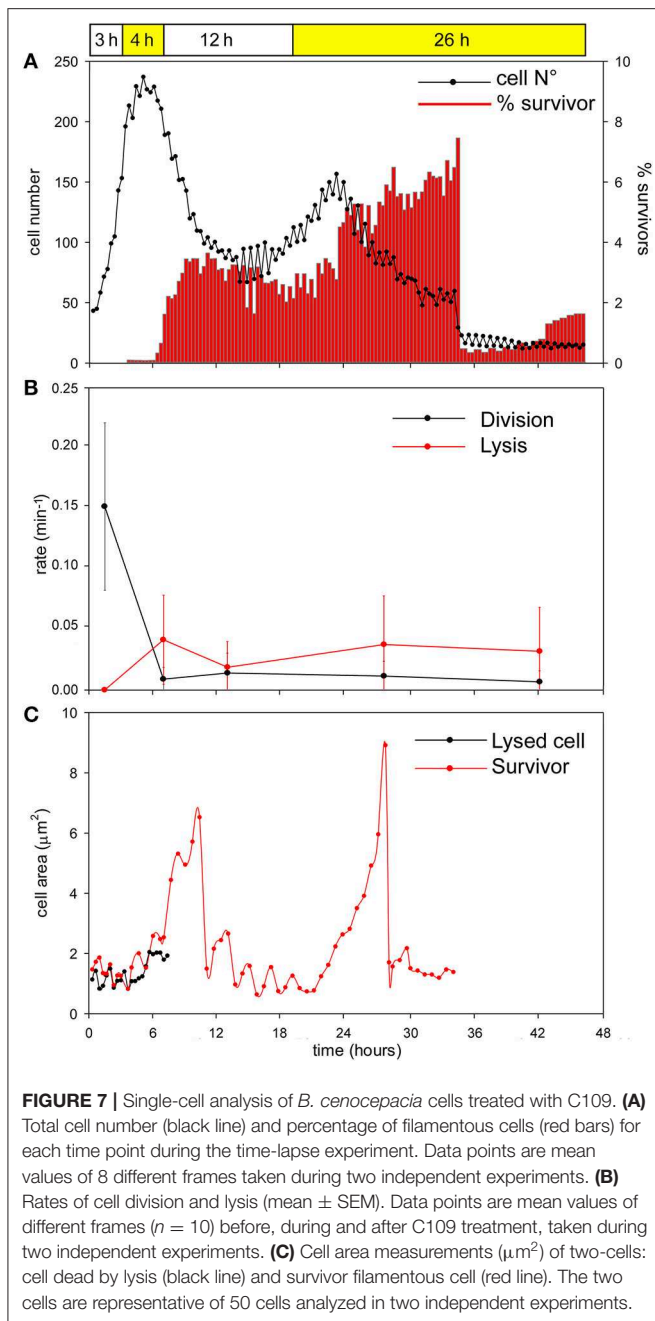 3 h 4 h 12 h 26 h
A
250
200
150
100
50
0
cell number
cell N°
% survivor
10
8
6
4
2
0
% survivors
B
0.25
0.20
0.15
0.10
0.05
0.00
rate (min-1)
Division
Lysis
C
10
8
6
4
2
0
cell area (μm²)
Lysed cell
Survivor
0 6 12 18 24 30 36 42 48
time (hours)
FIGURE 7 | Single-cell analysis of B. cenocepacia cells treated with C109. (A)
Total cell number (black line) and percentage of filamentous cells (red bars) for
each time point during the time-lapse experiment. Data points are mean
values of 8 different frames taken during two independent experiments. (B)
Rates of cell division and lysis (mean ± SEM). Data points are mean values of
different frames (n = 10) before, during and after C109 treatment, taken during
two independent experiments. (C) Cell area measurements (μm²) of two-cells:
cell dead by lysis (black line) and survivor filamentous cell (red line). The two
cells are representative of 50 cells analyzed in two independent experiments.